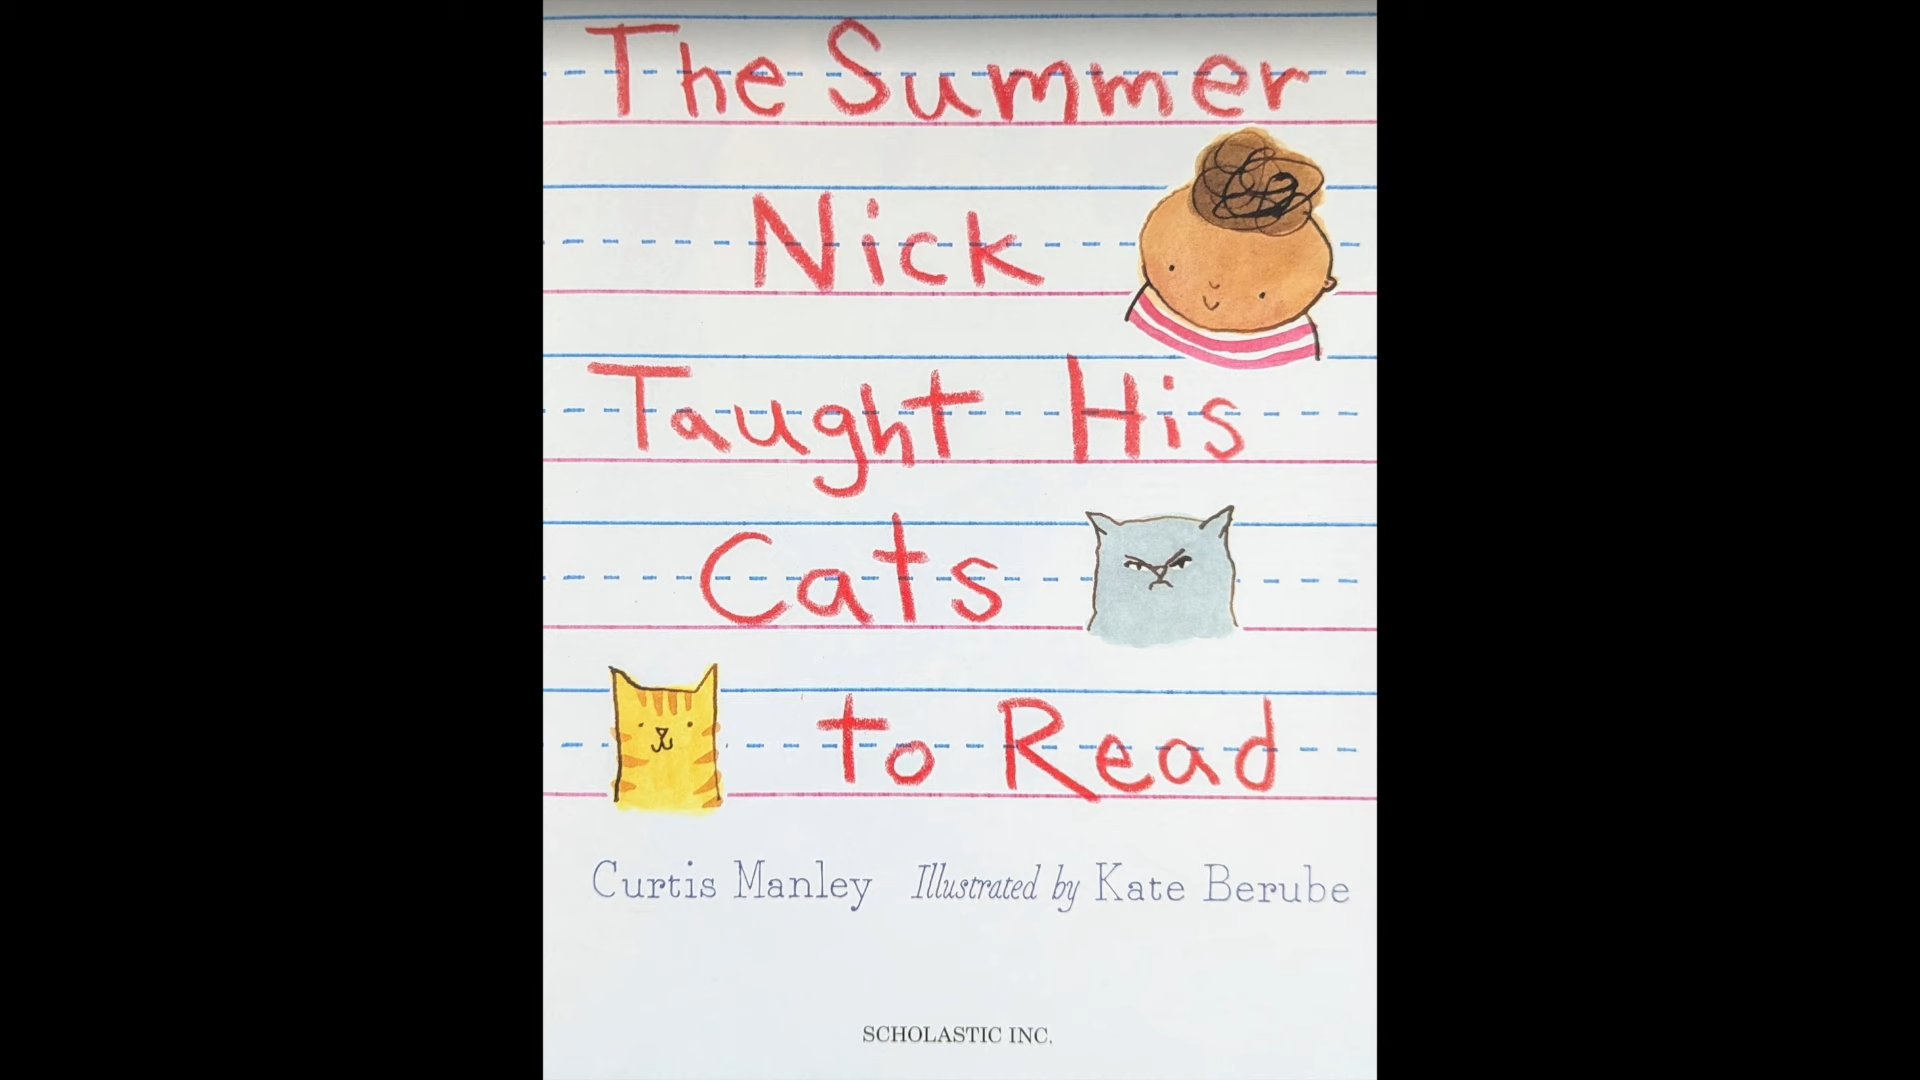 The Summer
Nick
Taught His
Cats
to Read
Curtis Manley Illustrated by Kate Berube
SCHOLASTIC INC.